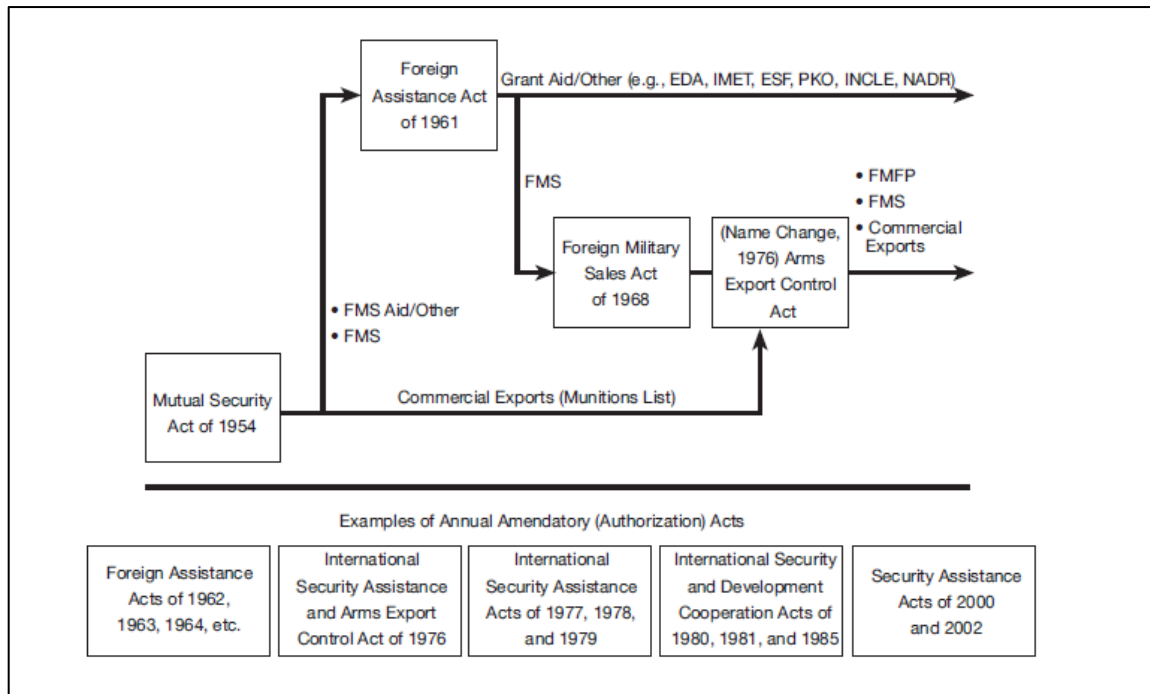 Foreign
Assistance Act
of 1961
Grant Aid/Other (e.g., EDA, IMET, ESF, PKO, INCLE, NADR)
FMS
• FMFP
• FMS
• Commercial
Exports
Foreign Military
Sales Act
of 1968
(Name Change,
1976) Arms
Export Control
Act
• FMS Aid/Other
• FMS
Mutual Security
Act of 1954
Commercial Exports (Munitions List)
Examples of Annual Amendatory (Authorization) Acts
Foreign Assistance
Acts of 1962,
1963, 1964, etc.
International
Security Assistance
and Arms Export
Control Act of 1976
International
Security Assistance
Acts of 1977, 1978,
and 1979
International Security
and Development
Cooperation Acts of
1980, 1981, and 1985
Security Assistance
Acts of 2000
and 2002